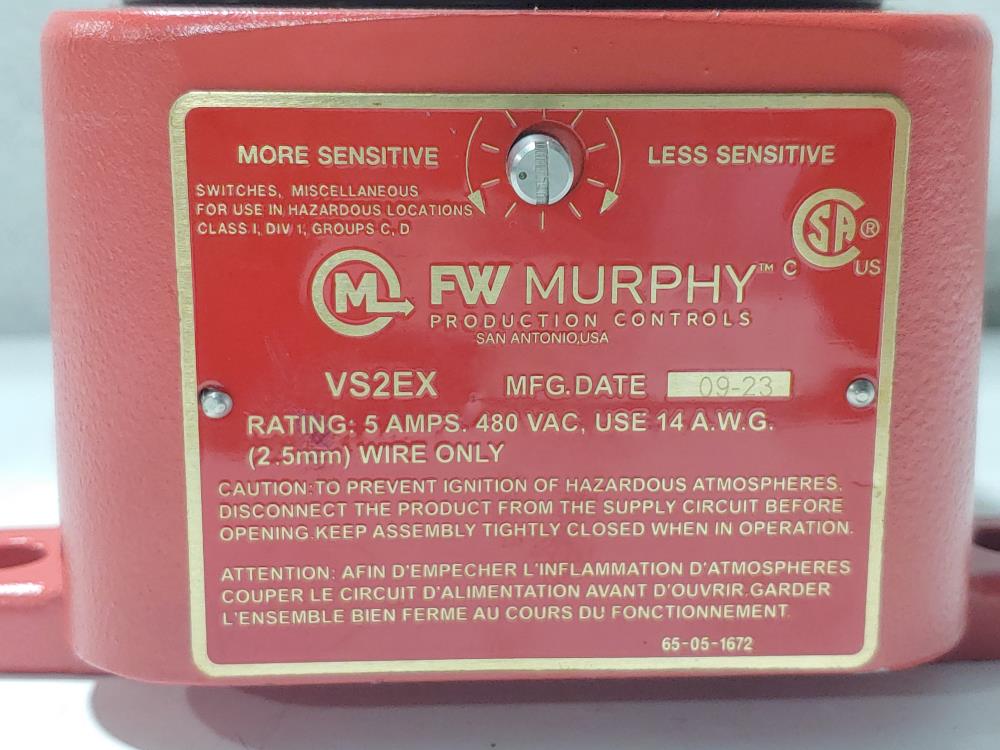 MORE SENSITIVE
LESS SENSITIVE
SWITCHES, MISCELLANEOUS
FOR USE IN HAZARDOUS LOCATIONS
CLASS I, DIV 1, GROUPS C, D
CSA ®
C US
M FW MURPHY™
PRODUCTION CONTROLS
SAN ANTONIO,USA
VS2EX MFG.DATE 09-23
RATING: 5 AMPS. 480 VAC, USE 14 A.W.G.
(2.5mm) WIRE ONLY
CAUTION:TO PREVENT IGNITION OF HAZARDOUS ATMOSPHERES.
DISCONNECT THE PRODUCT FROM THE SUPPLY CIRCUIT BEFORE
OPENING.KEEP ASSEMBLY TIGHTLY CLOSED WHEN IN OPERATION.
ATTENTION: AFIN D'EMPECHER L'INFLAMMATION D'ATMOSPHERES
COUPER LE CIRCUIT D'ALIMENTATION AVANT D'OUVRIR.GARDER
L'ENSEMBLE BIEN FERME AU COURS DU FONCTIONNEMENT.
65-05-1672